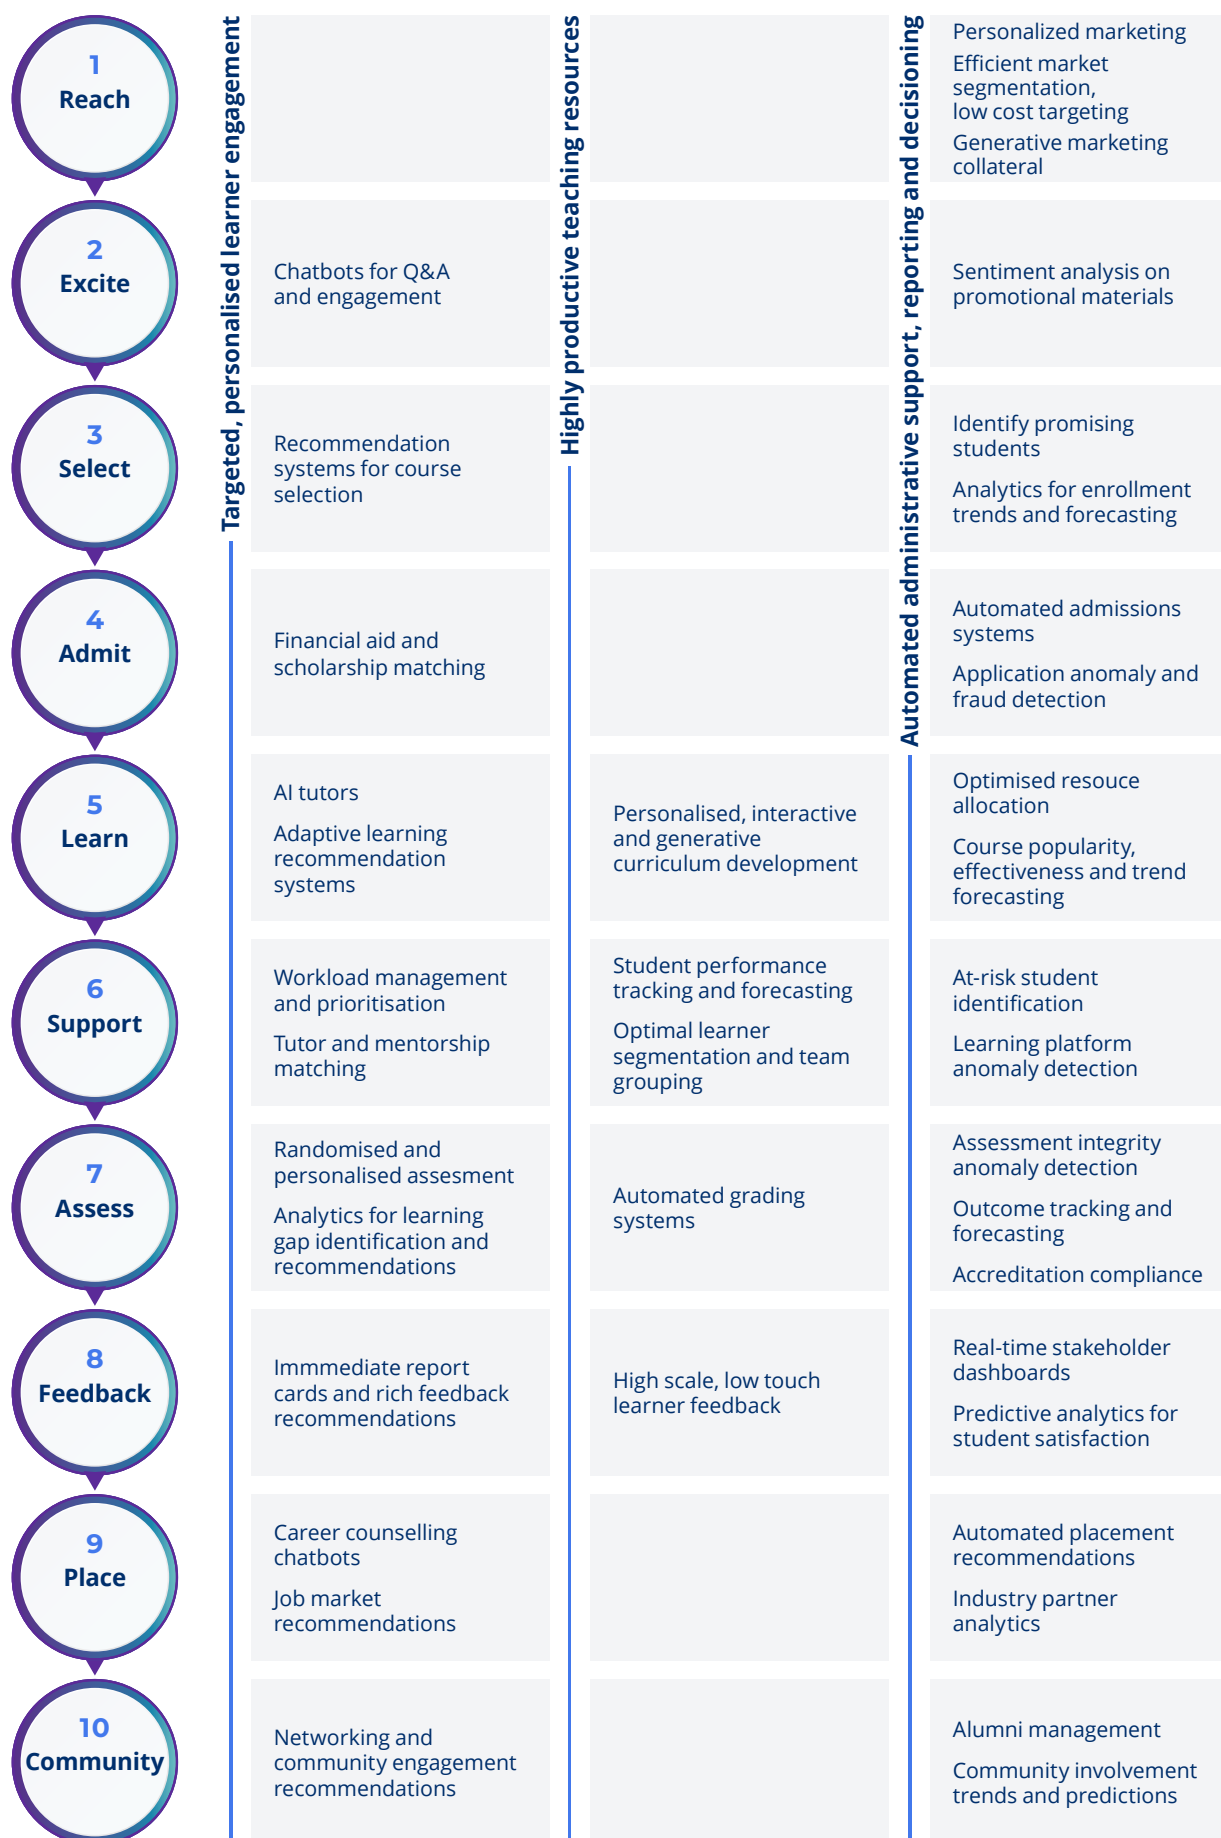 Targeted, personalised learner engagement
Highly productive teaching resources
Automated administrative support, reporting and decisioning
1
Reach
Personalized marketing
Efficient market
segmentation,
low cost targeting
Generative marketing
collateral
2
Excite
Chatbots for Q&A
and engagement
Sentiment analysis on
promotional materials
3
Select
Recommendation
systems for course
selection
Identify promising
students
Analytics for enrollment
trends and forecasting
4
Admit
Financial aid and
scholarship matching
Automated admissions
systems
Application anomaly and
fraud detection
5
Learn
AI tutors
Adaptive learning
recommendation
systems
Personalised, interactive
and generative
curriculum development
Optimised resouce
allocation
Course popularity,
effectiveness and trend
forecasting
6
Support
Workload management
and prioritisation
Tutor and mentorship
matching
Student performance
tracking and forecasting
Optimal learner
segmentation and team
grouping
At-risk student
identification
Learning platform
anomaly detection
7
Assess
Randomised and
personalised assesment
Analytics for learning
gap identification and
recommendations
Automated grading
systems
Assessment integrity
anomaly detection
Outcome tracking and
forecasting
Accreditation compliance
8
Feedback
Immmediate report
cards and rich feedback
recommendations
High scale, low touch
learner feedback
Real-time stakeholder
dashboards
Predictive analytics for
student satisfaction
9
Place
Career counselling
chatbots
Job market
recommendations
Automated placement
recommendations
Industry partner
analytics
10
Community
Networking and
community engagement
recommendations
Alumni management
Community involvement
trends and predictions